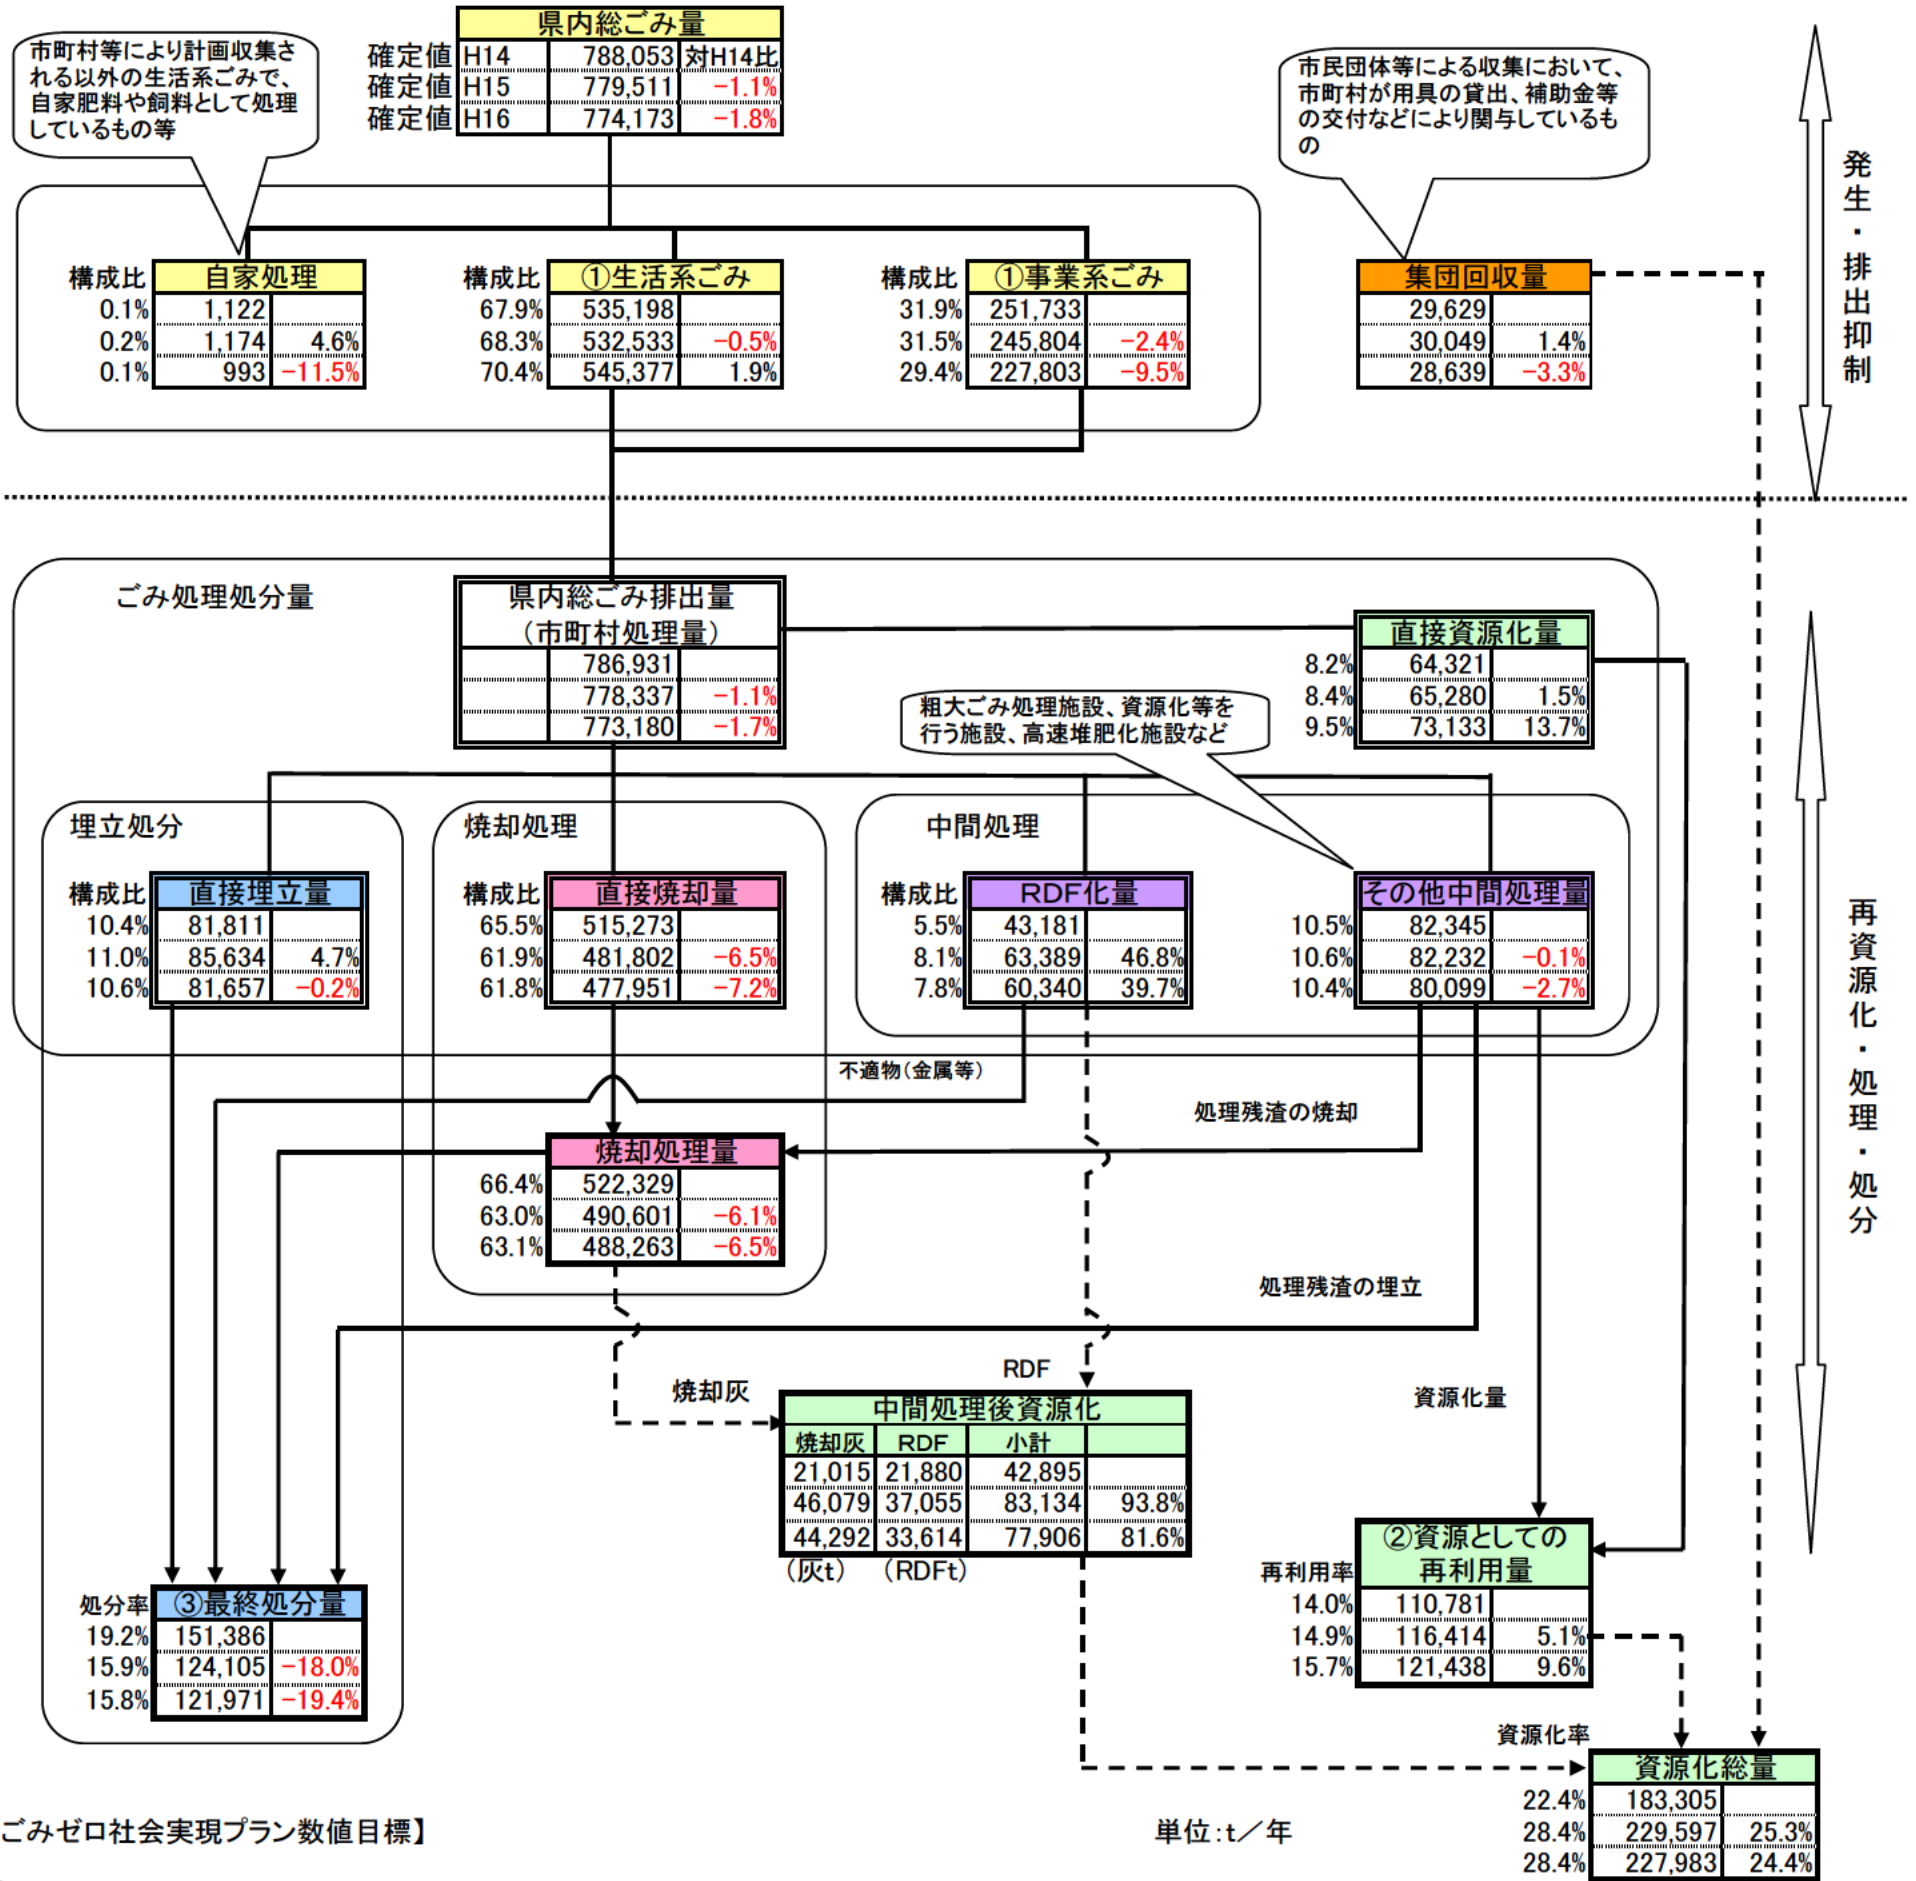 県内総ごみ量
確定値 H14 788,053 対H14比
確定値 H15 779,511 −1.1%
確定値 H16 774,173 −1.8%
市町村等により計画収集さ
れる以外の生活系ごみで、
自家肥料や飼料として処理
しているもの等
市民団体等による収集において、
市町村が用具の貸出、補助金等
の交付などにより関与しているも
の
発生・排出抑制
構成比 自家処理
0.1% 1,122
0.2% 1,174 4.6%
0.1% 993 −11.5%
構成比 ①生活系ごみ
67.9% 535,198
68.3% 532,533 −0.5%
70.4% 545,377 1.9%
構成比 ①事業系ごみ
31.9% 251,733
31.5% 245,804 −2.4%
29.4% 227,803 −9.5%
集団回収量
29,629
30,049 1.4%
28,639 −3.3%
ごみ処理処分量
県内総ごみ排出量
（市町村処理量）
786,931
778,337 −1.1%
773,180 −1.7%
直接資源化量
8.2% 64,321
8.4% 65,280 1.5%
9.5% 73,133 13.7%
粗大ごみ処理施設、資源化等を
行う施設、高速堆肥化施設など
再資源化・処理・処分
埋立処分
構成比 直接埋立量
10.4% 81,811
11.0% 85,634 4.7%
10.6% 81,657 −0.2%
焼却処理
構成比 直接焼却量
65.5% 515,273
61.9% 481,802 −6.5%
61.8% 477,951 −7.2%
中間処理
構成比 RDF化量
5.5% 43,181
8.1% 63,389 46.8%
7.8% 60,340 39.7%
その他中間処理量
10.5% 82,345
10.6% 82,232 −0.1%
10.4% 80,099 −2.7%
不適物（金属等）
処理残渣の焼却
焼却処理量
66.4% 522,329
63.0% 490,601 −6.1%
63.1% 488,263 −6.5%
処理残渣の埋立
焼却灰
RDF
資源化量
中間処理後資源化
焼却灰 RDF 小計
21,015 21,880 42,895
46,079 37,055 83,134 93.8%
44,292 33,614 77,906 81.6%
（灰t） （RDFt）
②資源としての
再利用率 再利用量
14.0% 110,781
14.9% 116,414 5.1%
15.7% 121,438 9.6%
処分率 ③最終処分量
19.2% 151,386
15.9% 124,105 −18.0%
15.8% 121,971 −19.4%
資源化率
資源化総量
22.4% 183,305
28.4% 229,597 25.3%
28.4% 227,983 24.4%
ごみゼロ社会実現プラン数値目標】
単位：t／年